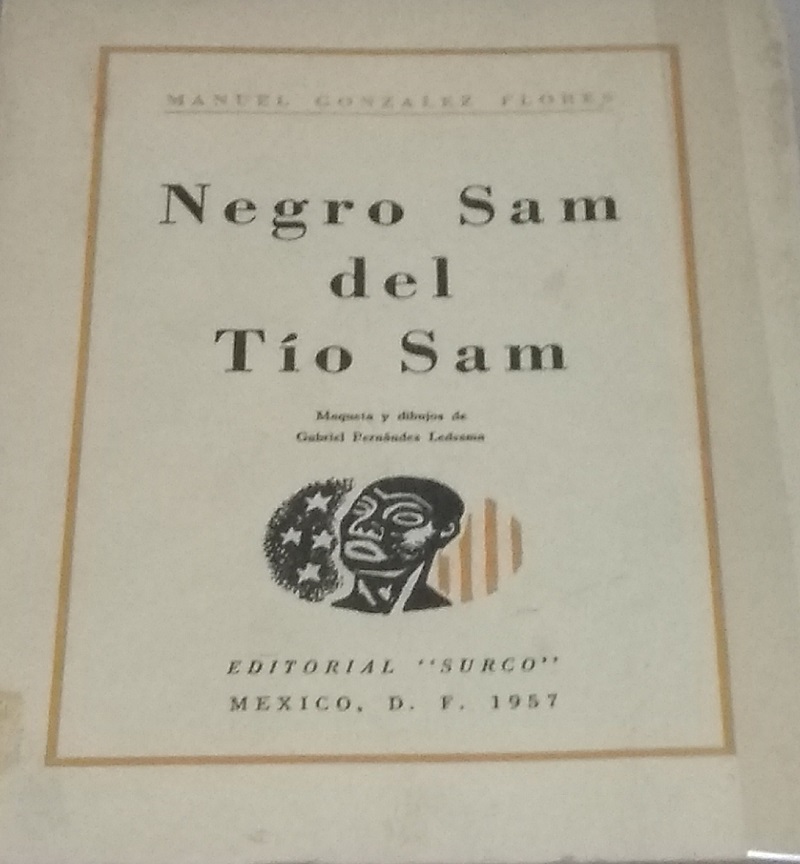 MANUEL GONZALEZ FLORES
Negro Sam
del
Tío Sam
Maqueta y dibujos de
Gabriel Fernández Ledesma
EDITORIAL "SURCO"
MEXICO, D. F. 1957